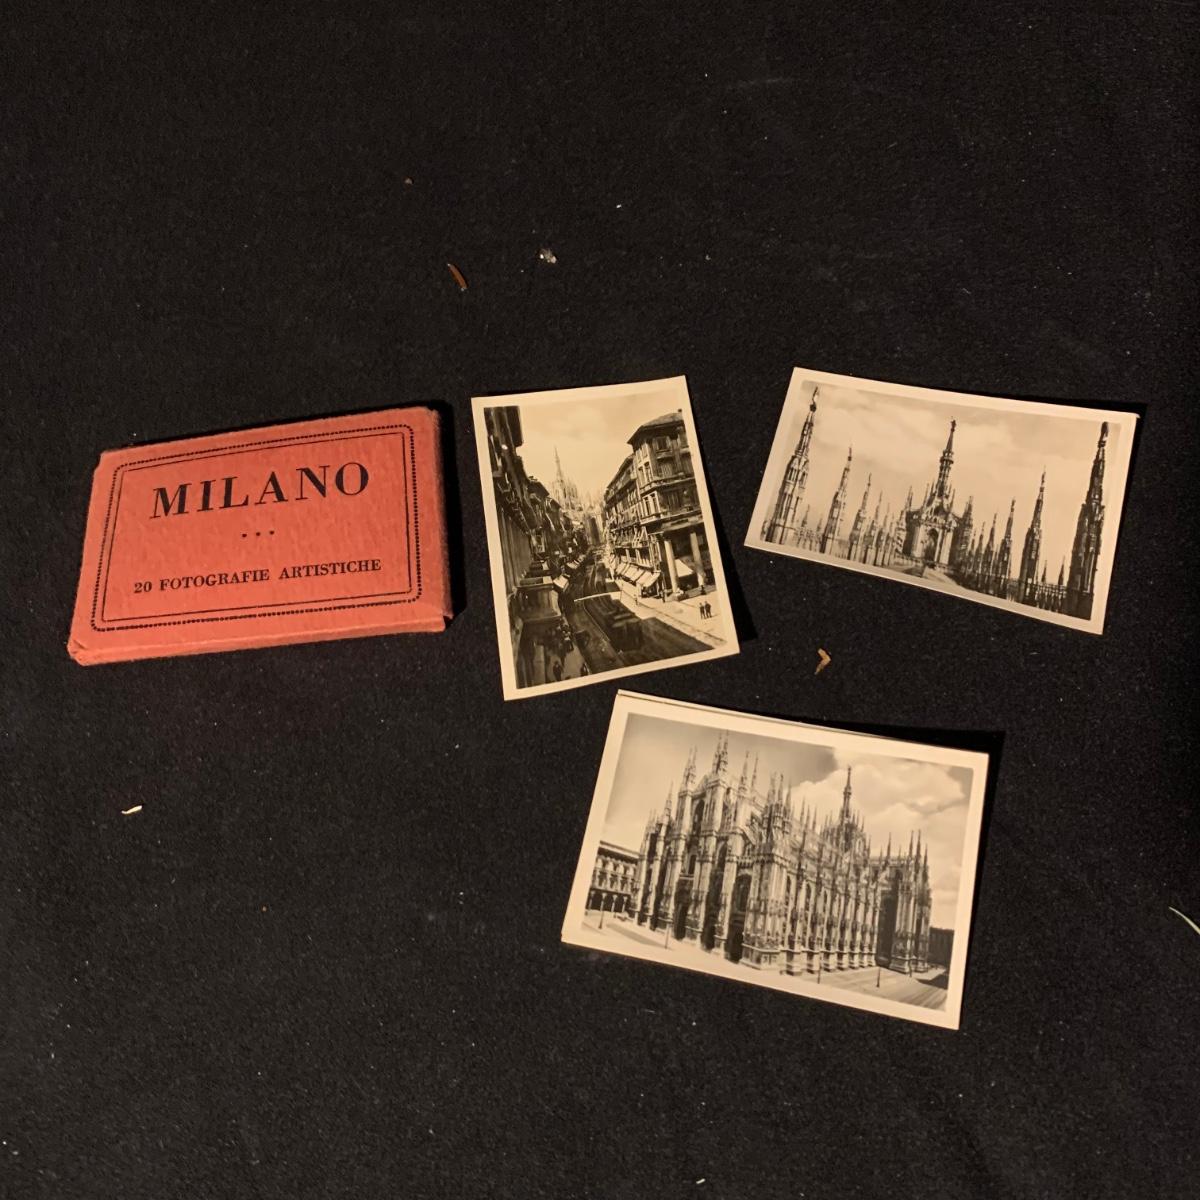 MILANO
...
20 FOTOGRAFIE ARTISTICHE